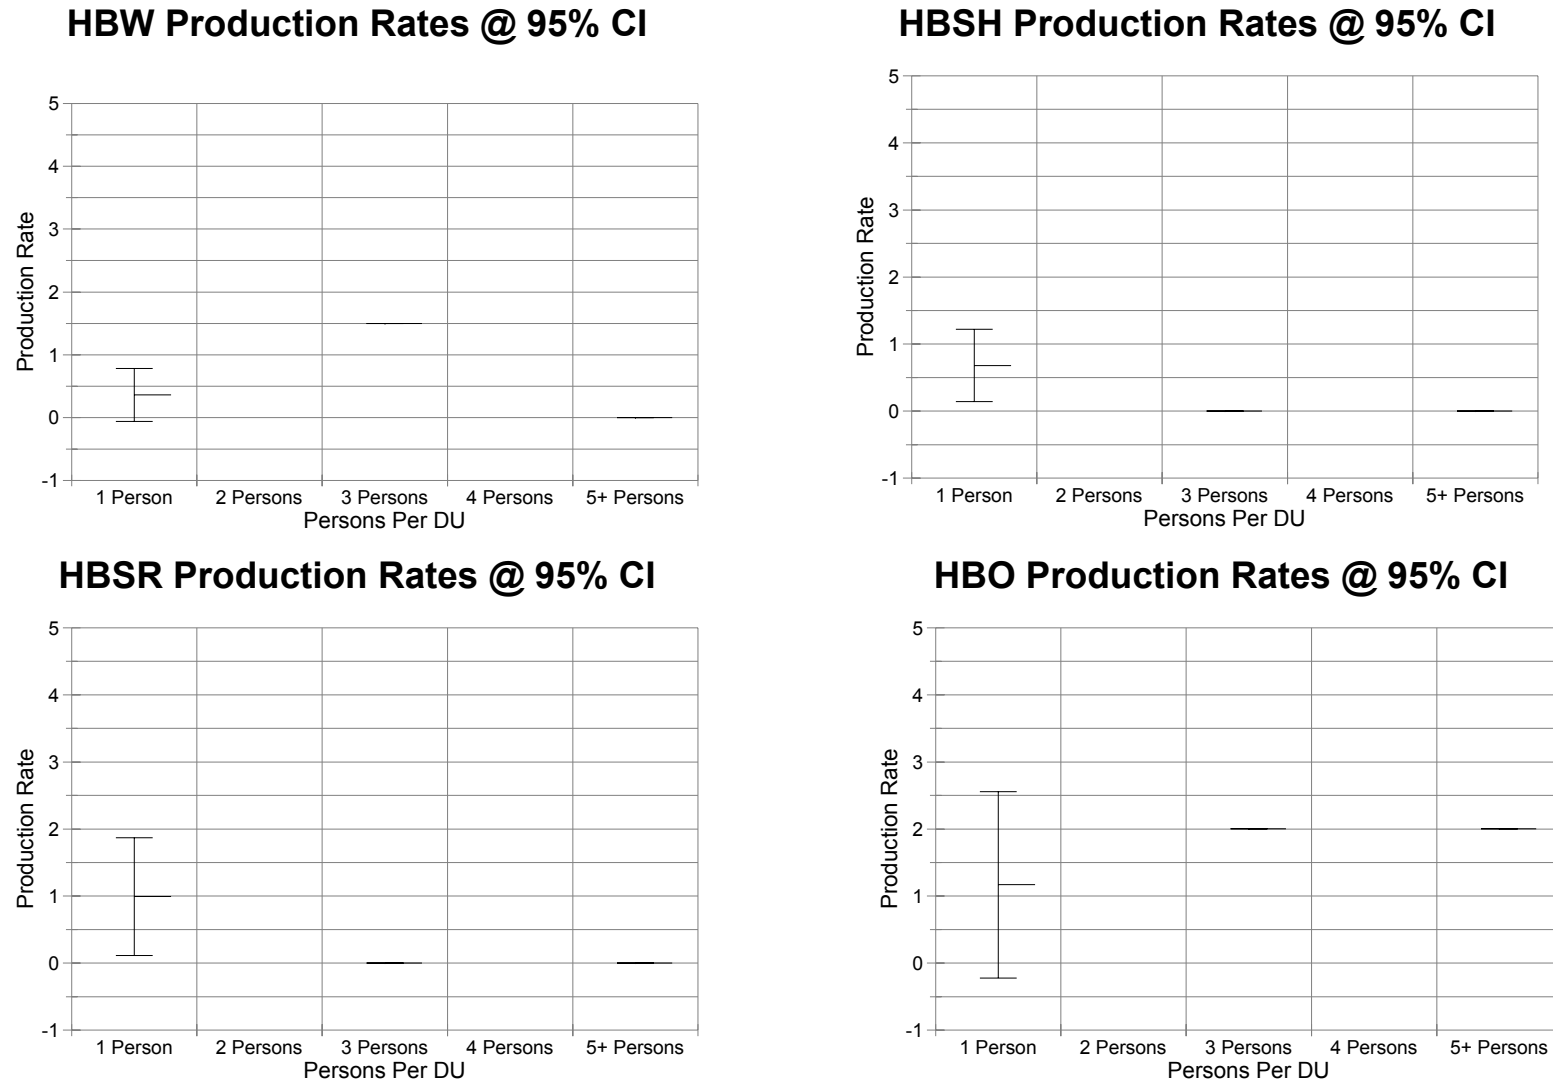 HBW Production Rates @ 95% CI
5
4
3
2
1
0
-1
Production Rate
1 Person 2 Persons 3 Persons 4 Persons 5+ Persons
Persons Per DU
HBSH Production Rates @ 95% CI
5
4
3
2
1
0
-1
Production Rate
1 Person 2 Persons 3 Persons 4 Persons 5+ Persons
Persons Per DU
HBSR Production Rates @ 95% CI
5
4
3
2
1
0
-1
Production Rate
1 Person 2 Persons 3 Persons 4 Persons 5+ Persons
Persons Per DU
HBO Production Rates @ 95% CI
5
4
3
2
1
0
-1
Production Rate
1 Person 2 Persons 3 Persons 4 Persons 5+ Persons
Persons Per DU